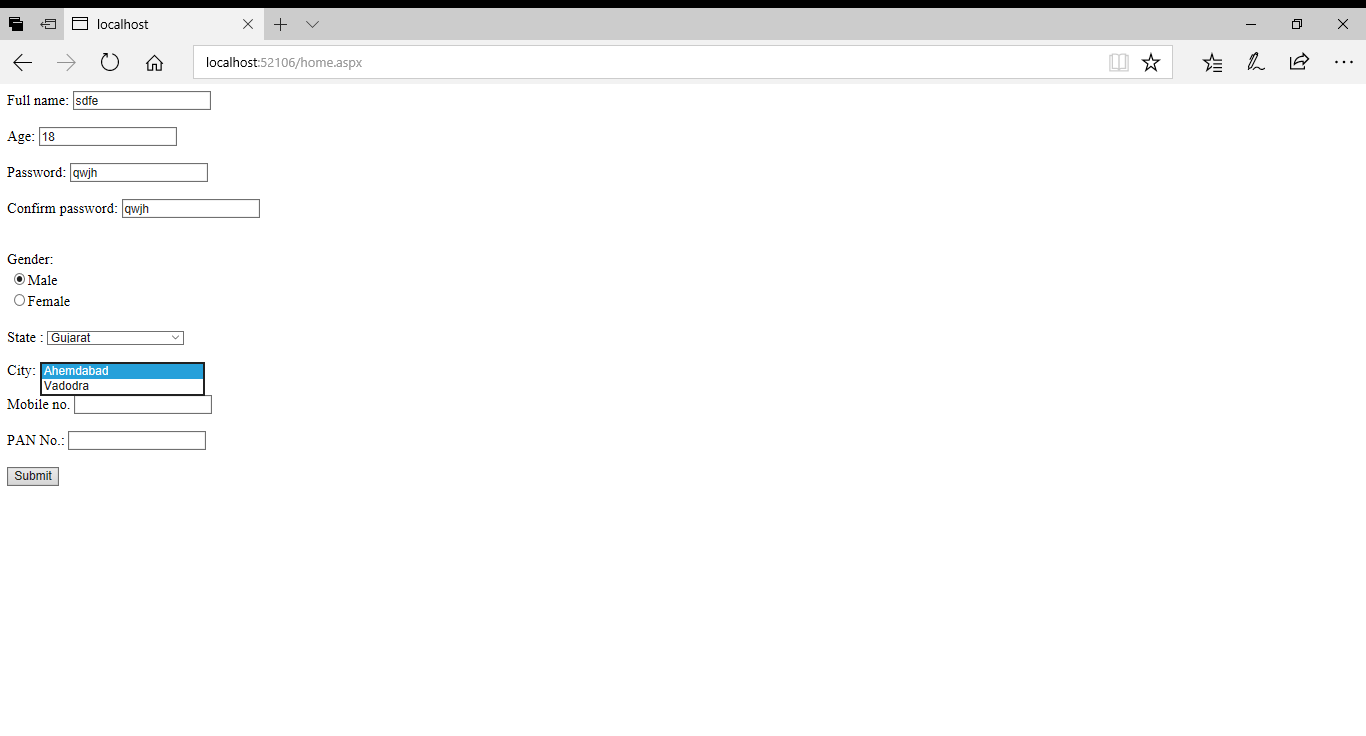 localhost
localhost:52106/home.aspx
Full name: sdfe
Age: 18
Password: qwjh
Confirm password: qwjh
Gender:
Male
Female
State : Gujarat
City: Ahemdabad
Vadodra
Mobile no.
PAN No.:
Submit